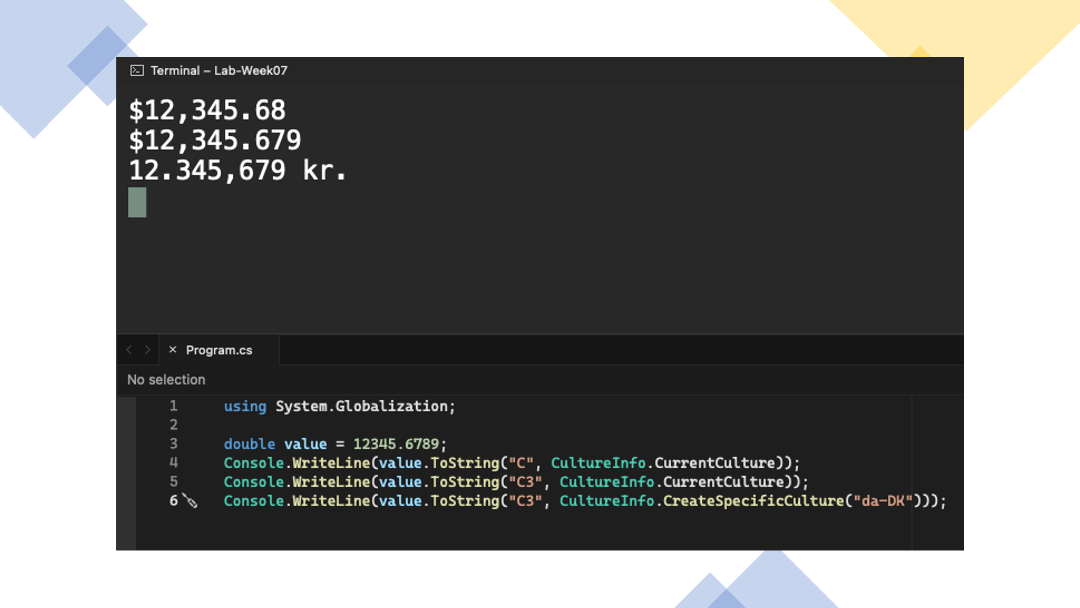 Terminal – Lab-Week07
$12,345.68
$12,345.679
12.345,679 kr.
Program.cs
No selection
1 using System.Globalization;
2
3 double value = 12345.6789;
4 Console.WriteLine(value.ToString("C", CultureInfo.CurrentCulture));
5 Console.WriteLine(value.ToString("C3", CultureInfo.CurrentCulture));
6 Console.WriteLine(value.ToString("C3", CultureInfo.CreateSpecificCulture("da-DK")));